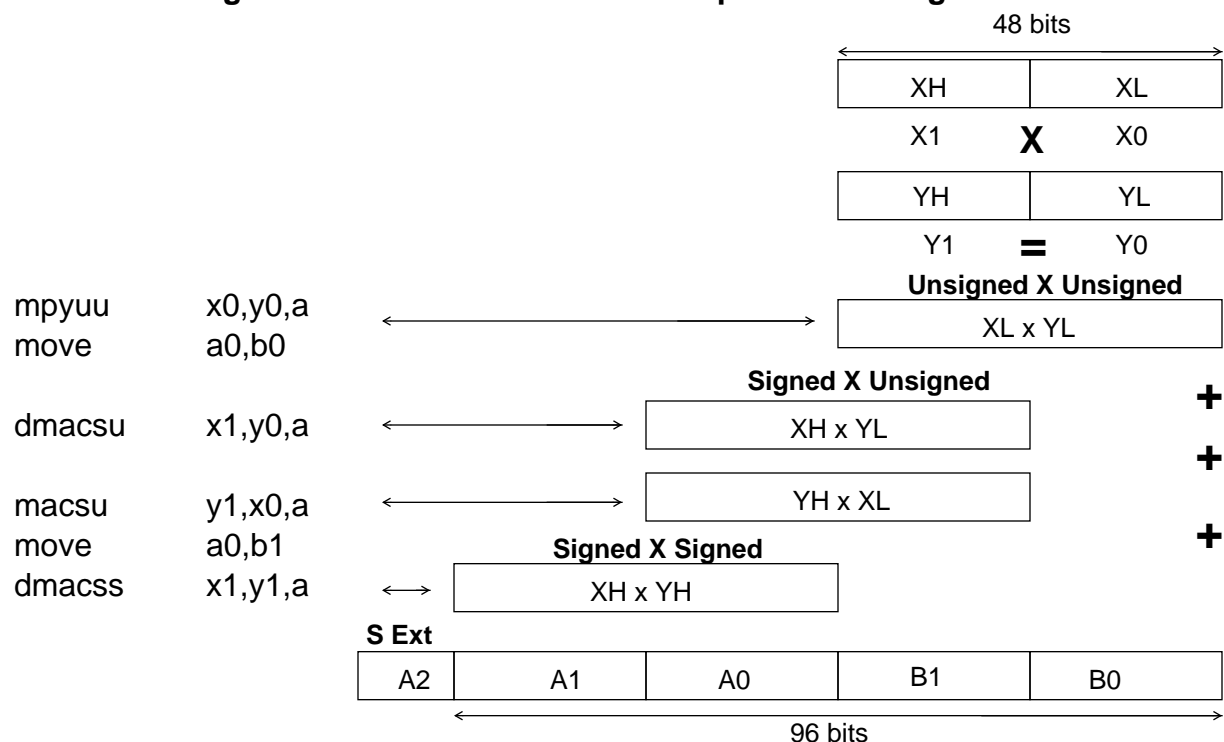 48 bits
XH XL
X1 X X0
YH YL
Y1 = Y0
Unsigned X Unsigned
mpyuu x0,y0,a
XL x YL
move a0,b0
Signed X Unsigned
+
dmacsu x1,y0,a
XH x YL
+
macsu y1,x0,a
YH x XL
move a0,b1
+
Signed X Signed
dmacss x1,y1,a
XH x YH
S Ext
A2 A1 A0 B1 B0
96 bits